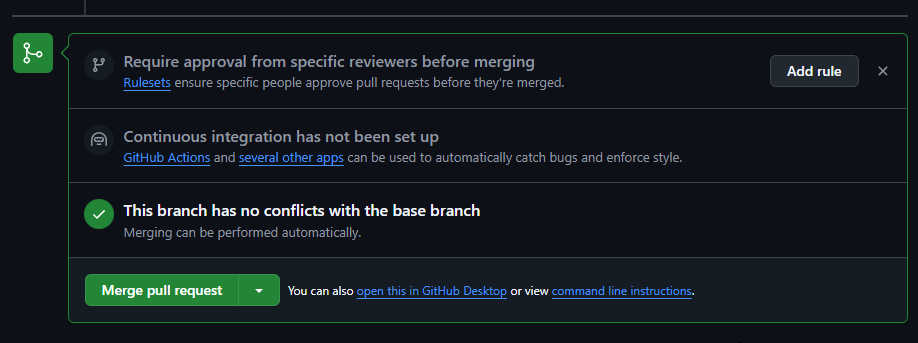 Require approval from specific reviewers before merging
Rulesets ensure specific people approve pull requests before they're merged.
Add rule
Continuous integration has not been set up
GitHub Actions and several other apps can be used to automatically catch bugs and enforce style.
This branch has no conflicts with the base branch
Merging can be performed automatically.
Merge pull request
You can also open this in GitHub Desktop or view command line instructions.